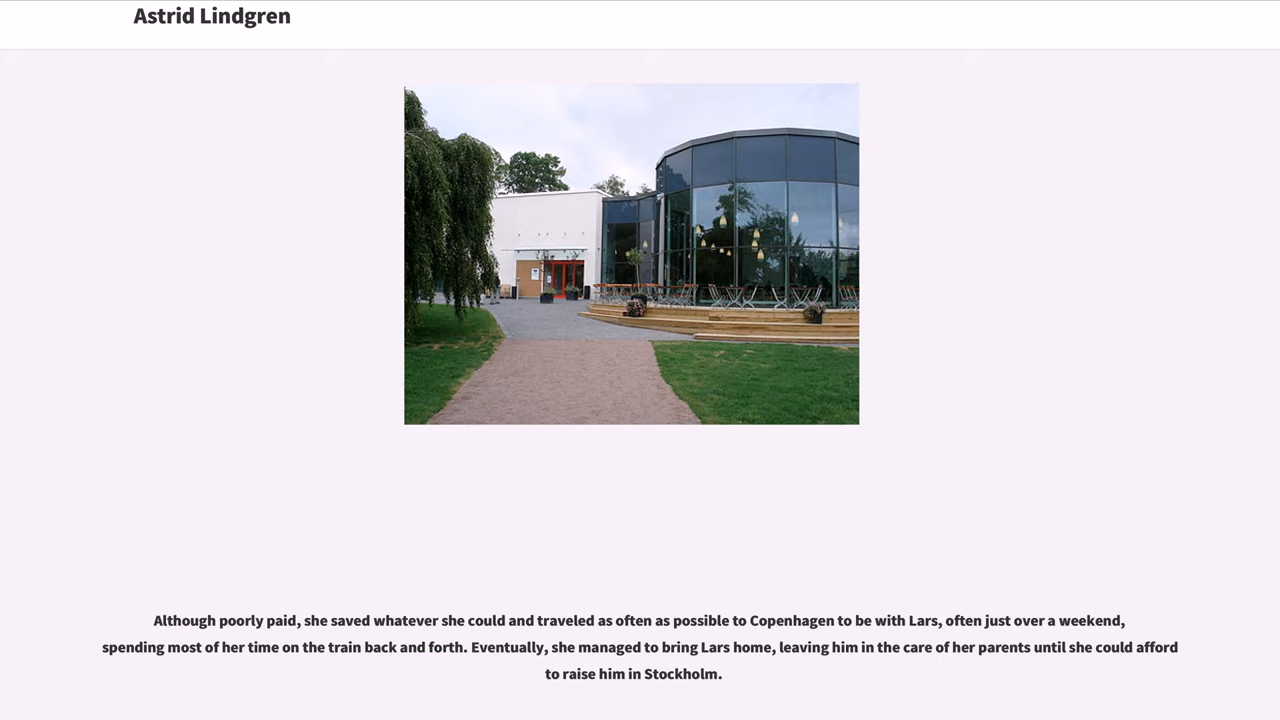 Astrid Lindgren
Although poorly paid, she saved whatever she could and traveled as often as possible to Copenhagen to be with Lars, often just over a weekend,
spending most of her time on the train back and forth. Eventually, she managed to bring Lars home, leaving him in the care of her parents until she could afford
to raise him in Stockholm.